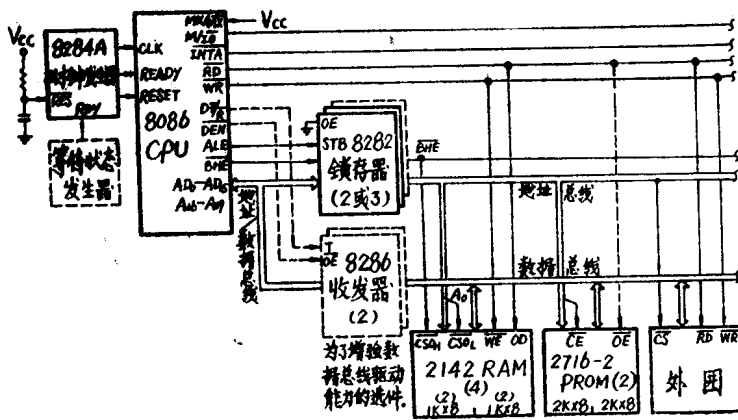 Vcc
8284A
RES
RDY
等待状态
发生器
CLK
READY
RESET
8086
CPU
MN/MX
M/IO
INTA
RD
WR
DT/R
DEN
ALE
BHE
AD₀-AD₁₅
A₁₆-A₁₉
Vcc
地址/数据总线
OE
STB 8282
锁存器
(2或3)
T
OE
8286
收发器
(2)
为了增验数
据总线驱动
能力的选件.
BHE
地址 总线
数据 总线
A₀
CSOH CSOL WE OD
2142 RAM
(4)
(2) (2)
1K×8, 1K×8
CE OE
2716-2
PROM(2)
2K×8, 2K×8
CS RD WR
外围